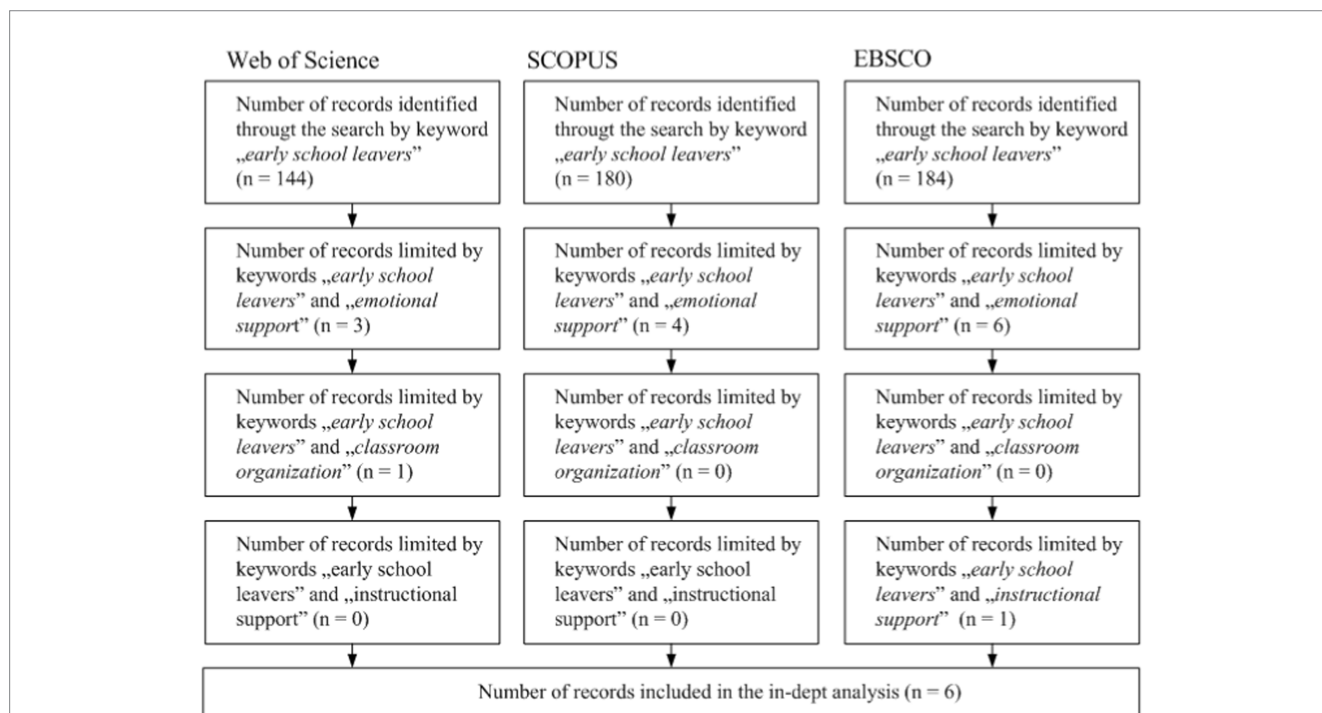 Web of Science
Number of records identified
througt the search by keyword
„early school leavers”
(n = 144)
Number of records limited by
keywords „early school
leavers” and „emotional
support” (n = 3)
Number of records limited by
keywords „early school
leavers” and „classroom
organization” (n = 1)
Number of records limited by
keywords „early school
leavers” and „instructional
support” (n = 0)
SCOPUS
Number of records identified
througt the search by keyword
„early school leavers”
(n = 180)
Number of records limited by
keywords „early school
leavers” and „emotional
support” (n = 4)
Number of records limited by
keywords „early school
leavers” and „classroom
organization” (n = 0)
Number of records limited by
keywords „early school
leavers” and „instructional
support” (n = 0)
EBSCO
Number of records identified
througt the search by keyword
„early school leavers”
(n = 184)
Number of records limited by
keywords „early school
leavers” and „emotional
support” (n = 6)
Number of records limited by
keywords „early school
leavers” and „classroom
organization” (n = 0)
Number of records limited by
keywords „early school
leavers” and „instructional
support” (n = 1)
Number of records included in the in-dept analysis (n = 6)